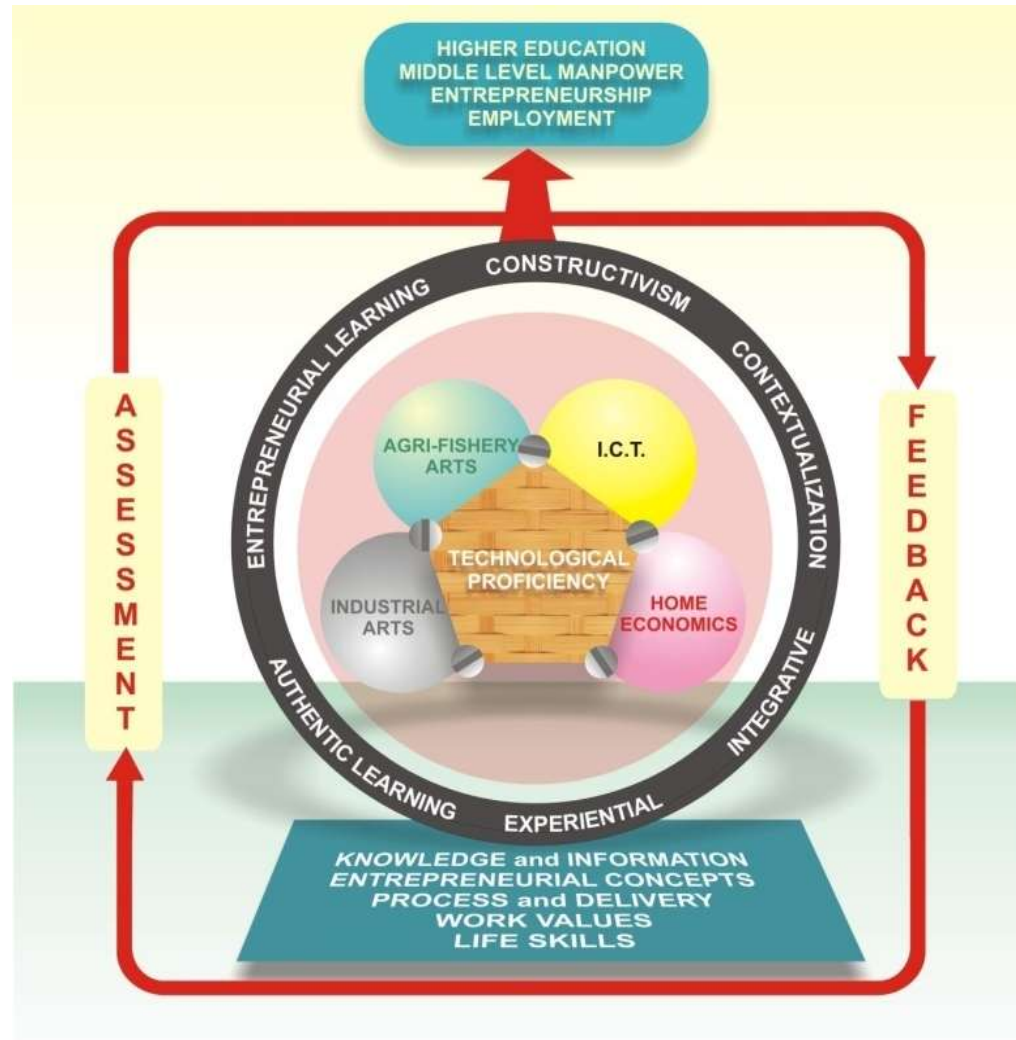 HIGHER EDUCATION
MIDDLE LEVEL MANPOWER
ENTREPRENEURSHIP
EMPLOYMENT
CONSTRUCTIVISM
ENTREPRENEURIAL LEARNING
CONTEXTUALIZATION
ASSESSMENT
FEEDBACK
AGRI-FISHERY
ARTS
I.C.T.
TECHNOLOGICAL
PROFICIENCY
INDUSTRIAL
ARTS
HOME
ECONOMICS
AUTHENTIC LEARNING
INTEGRATIVE
EXPERIENTIAL
KNOWLEDGE and INFORMATION
ENTREPRENEURIAL CONCEPTS
PROCESS and DELIVERY
WORK VALUES
LIFE SKILLS